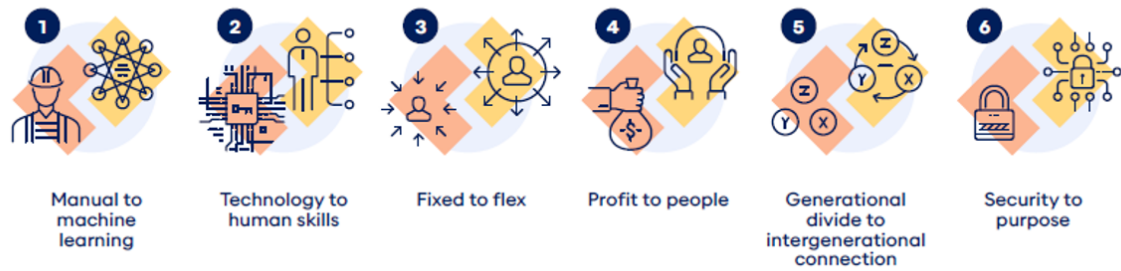 1
2
3
4
5
6
Z
Y
X
Z
Y
X
$
Manual to
machine
learning
Technology to
human skills
Fixed to flex
Profit to people
Generational
divide to
intergenerational
connection
Security to
purpose